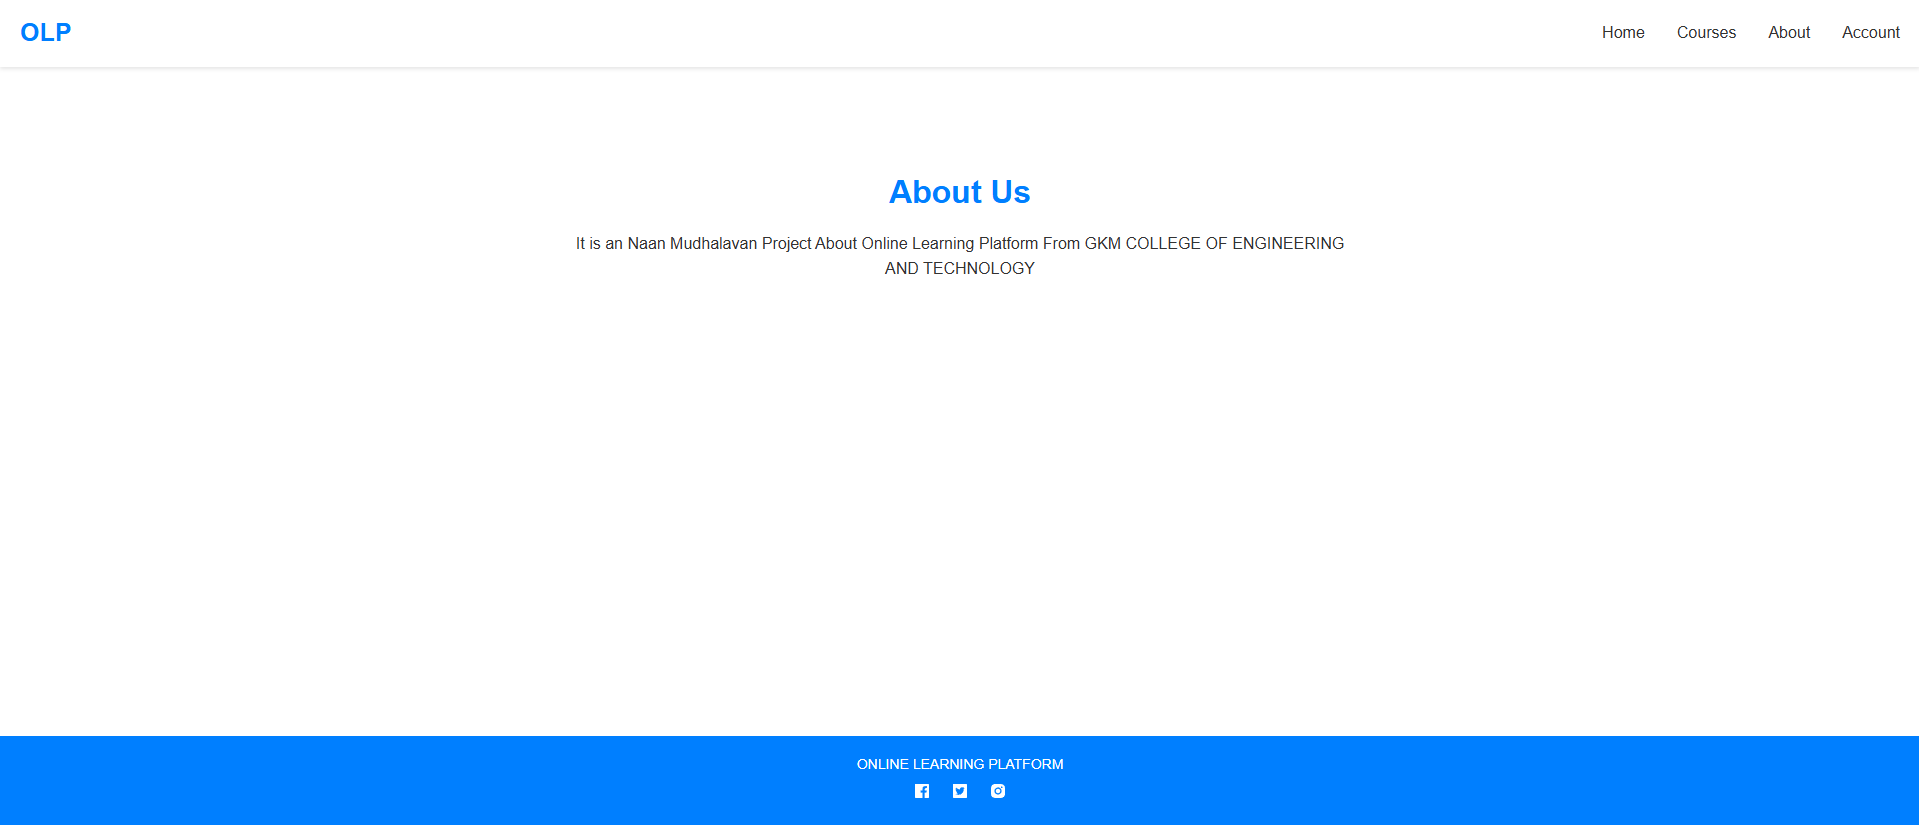 OLP
Home
Courses
About
Account
About Us
It is an Naan Mudhalavan Project About Online Learning Platform From GKM COLLEGE OF ENGINEERING
AND TECHNOLOGY
ONLINE LEARNING PLATFORM